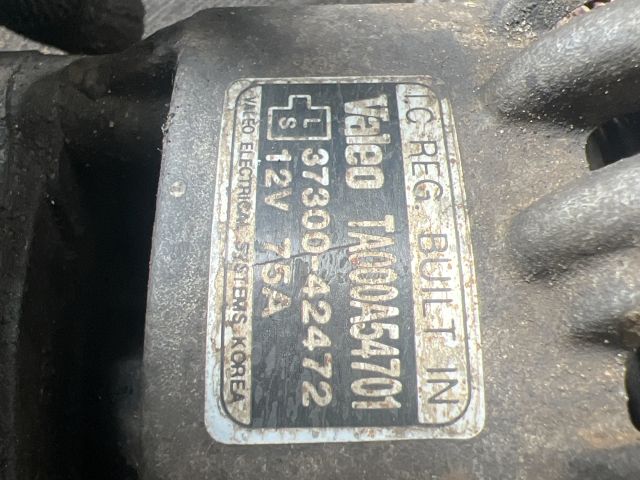 I.C REG. BUILT IN
Valeo TA000A54701
L
S
37300-42472
12V 75A
VALEO ELECTRICAL SYSTEMS KOREA